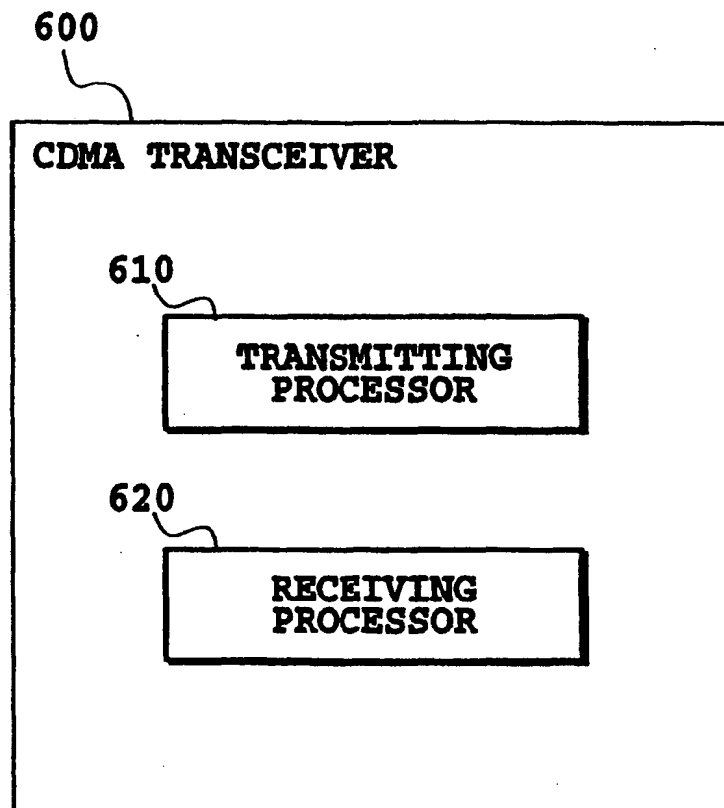 600
CDMA TRANSCEIVER
610
TRANSMITTING
PROCESSOR
620
RECEIVING
PROCESSOR